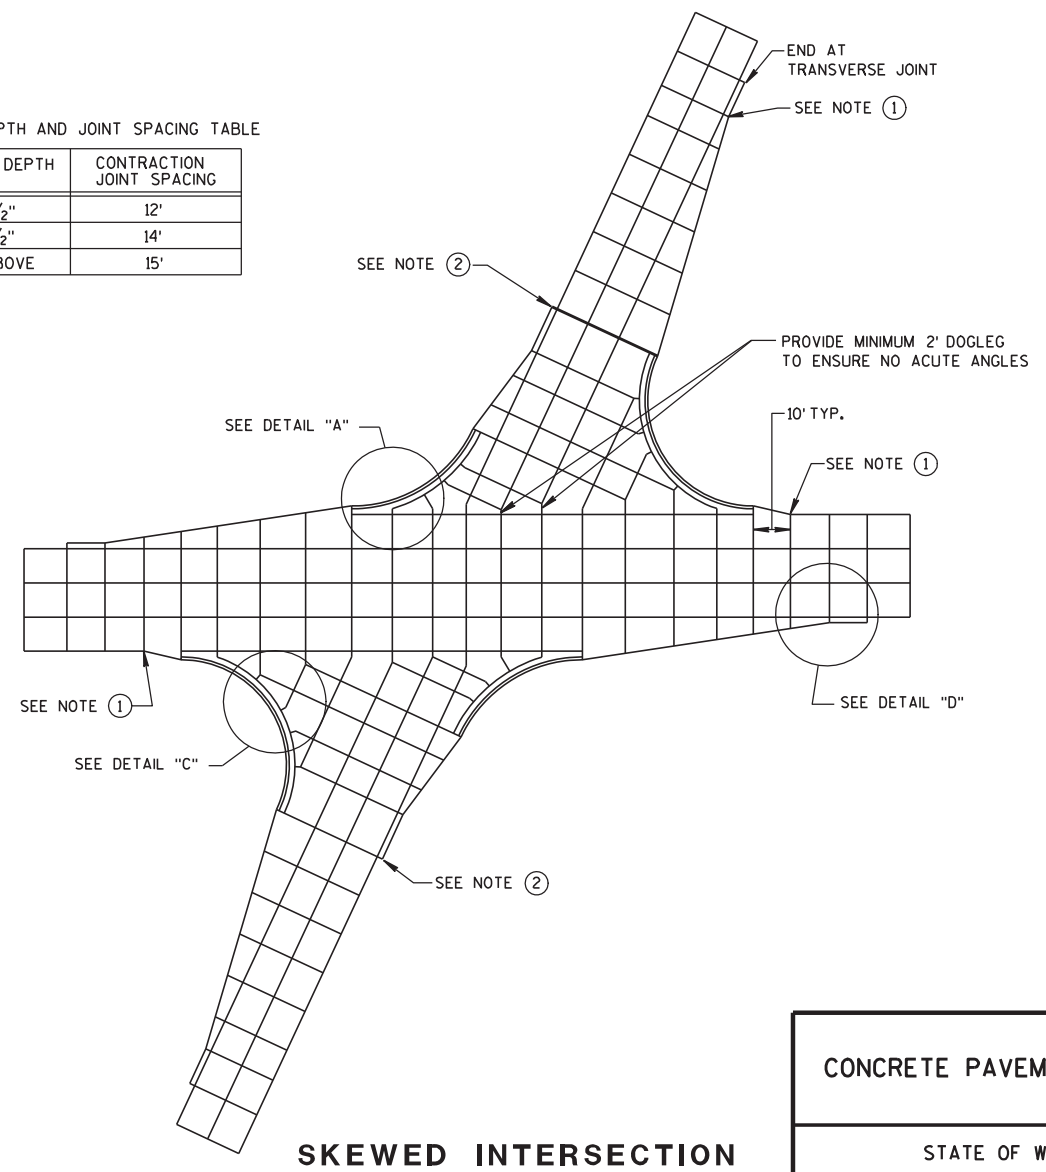 END AT
TRANSVERSE JOINT
SEE NOTE 1
PTH AND JOINT SPACING TABLE
DEPTH
CONTRACTION
JOINT SPACING
/2"
12'
/2"
14'
BOVE
15'
SEE NOTE 2
PROVIDE MINIMUM 2' DOGLEG
TO ENSURE NO ACUTE ANGLES
SEE DETAIL "A"
10' TYP.
SEE NOTE 1
SEE NOTE 1
SEE DETAIL "D"
SEE DETAIL "C"
SEE NOTE 2
CONCRETE PAVEM
STATE OF W
SKEWED INTERSECTION